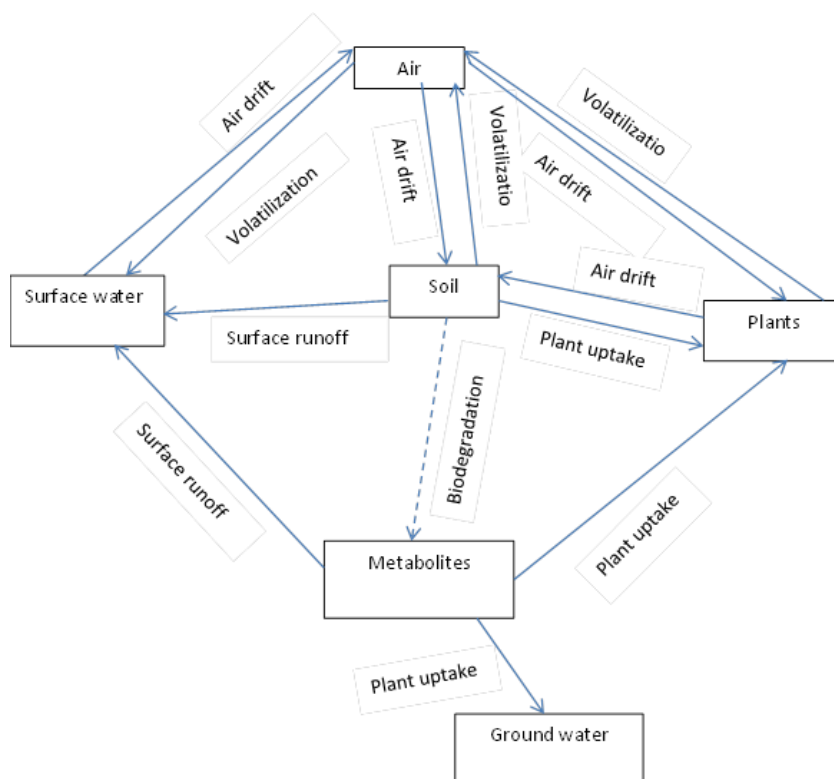 Air
Air drift
Volatilization
Air drift
Volatilizatio
Air drift
Volatilizatio
Surface water
Soil
Air drift
Plants
Surface runoff
Plant uptake
Biodegradation
Surface runoff
Metabolites
Plant uptake
Plant uptake
Ground water